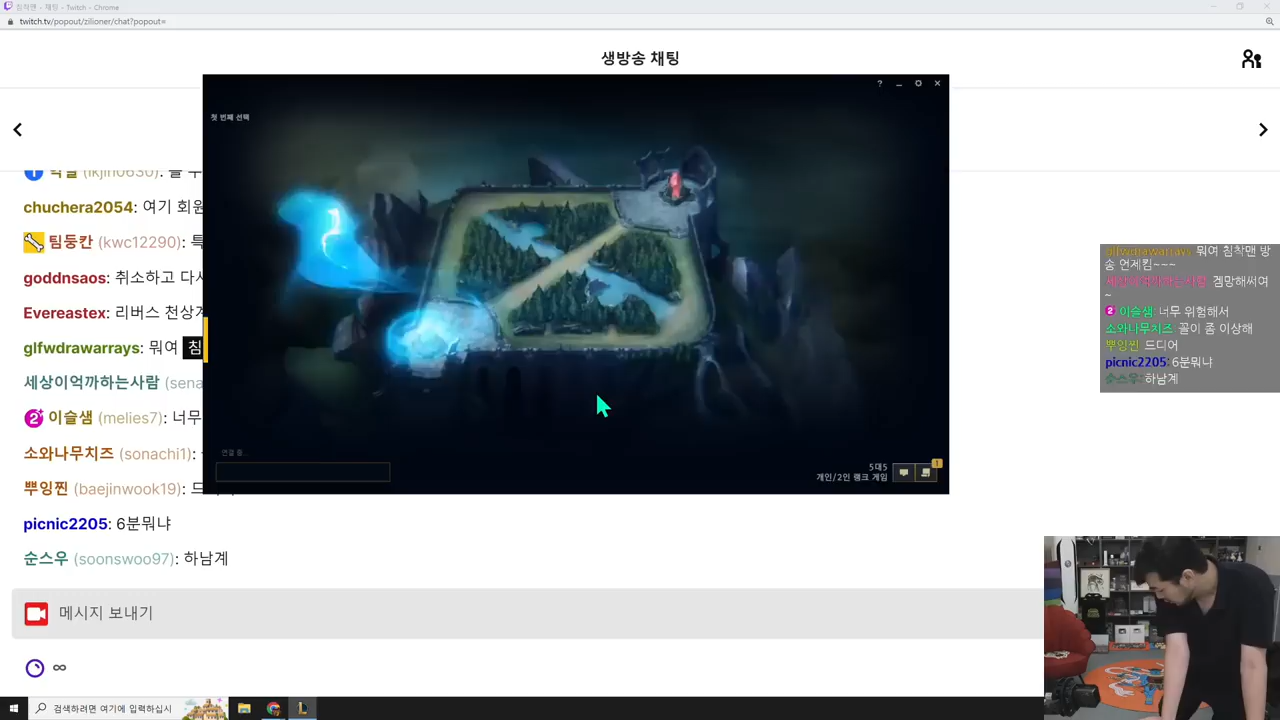 침착맨 - 채팅 - Twitch - Chrome
twitch.tv/popout/zilioner/chat?popout=
생방송 채팅
첫 번째 선택
(lkjin0630):
chuchera2054: 여기 회원
팀둥칸 (kwc12290):
goddnsaos: 취소하고 다시
Evereastex: 리버스 천상계
glfwdrawarrays: 뭐여 침
세상이억까하는사람 (sena
이슬샘 (melies7): 너무
소와나무치즈 (sonachi1):
뿌잉찐 (baejinwook19): 드
picnic2205: 6분뭐냐
순스우 (soonswoo97): 하남계
연결 중...
5대5
개인/2인 랭크 게임
1
glfwdrawarrays 뭐여 침착맨 방
송 언제킴~~~
세상이억까하는사람 겜망해써여
~
이슬샘: 너무 위험해서
소와나무치즈: 꼴이 좀 이상해
뿌잉찐 드디어
picnic2205: 6분뭐냐
순스우: 하남계
메시지 보내기
∞
검색하려면 여기에 입력하십시